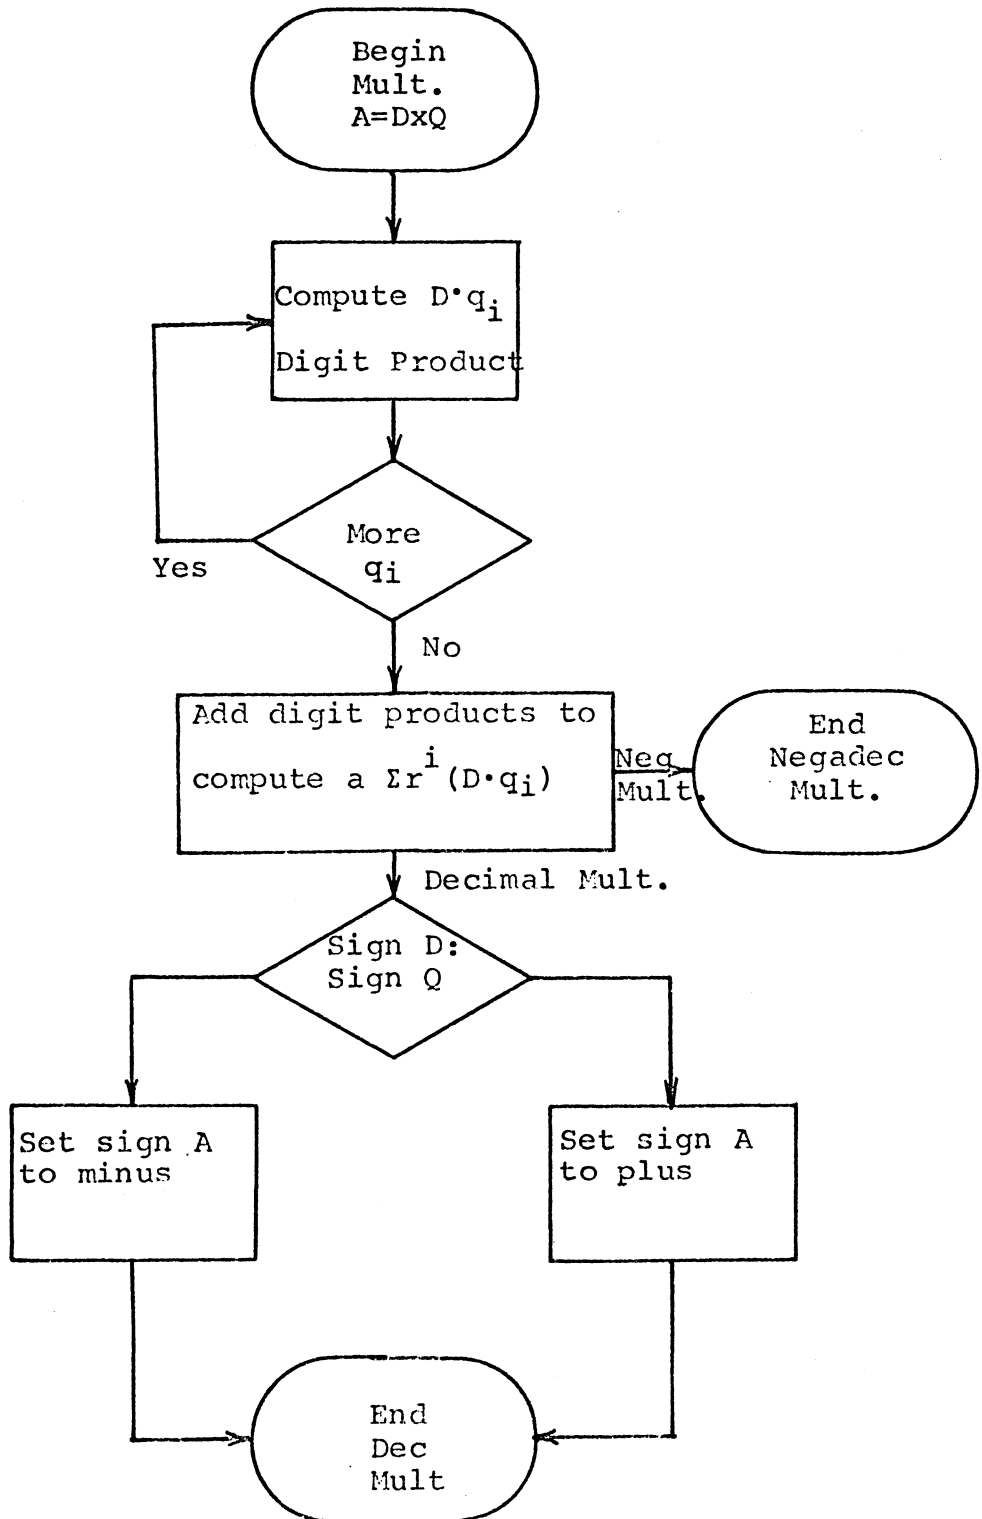 Begin
Mult.
A=DxQ
Compute D·qi
Digit Product
More
qi
Yes
No
Add digit products to
compute a Σr^i(D·qi)
Neg
Mult.
End
Negadec
Mult.
Decimal Mult.
Sign D:
Sign Q
Set sign A
to minus
Set sign A
to plus
End
Dec
Mult